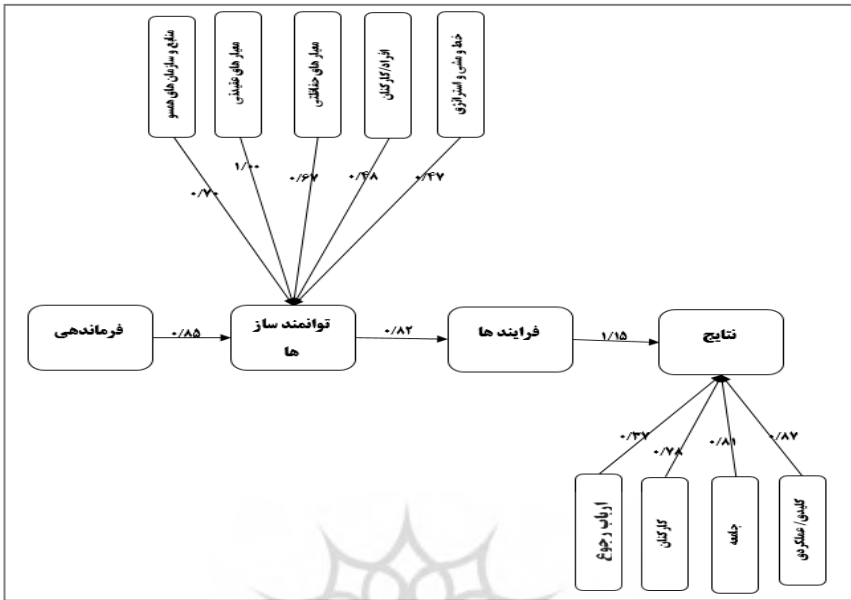 منابع و سازمان های همسو
معیار های عقیدتی
معیار های حفاظتی
افراد/کارکنان
خط و مشی و استراتژی
۰/۷۰
۱/۰۰
۰/۶۷
۰/۴۸
۰/۴۷
فرماندهی
۰/۸۵
توانمند ساز
ها
۰/۸۲
فرایند ها
۱/۱۵
نتایج
۰/۳۷
۰/۷۸
۰/۸۱
۰/۸۷
ارباب رجوع
کارکنان
جامعه
کلیدی/عملکردی